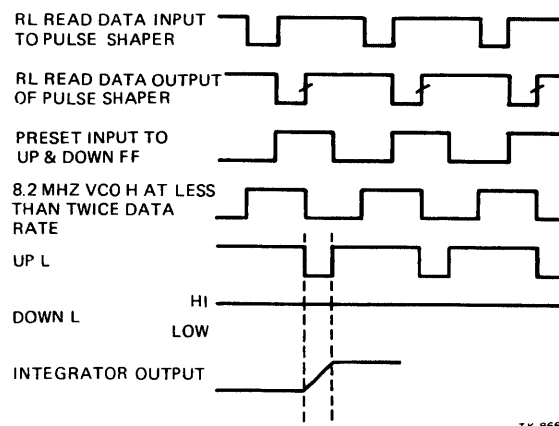 RL READ DATA INPUT
TO PULSE SHAPER
RL READ DATA OUTPUT
OF PULSE SHAPER
PRESET INPUT TO
UP & DOWN FF
8.2 MHZ VCO H AT LESS
THAN TWICE DATA
RATE
UP L
HI
DOWN L
LOW
INTEGRATOR OUTPUT